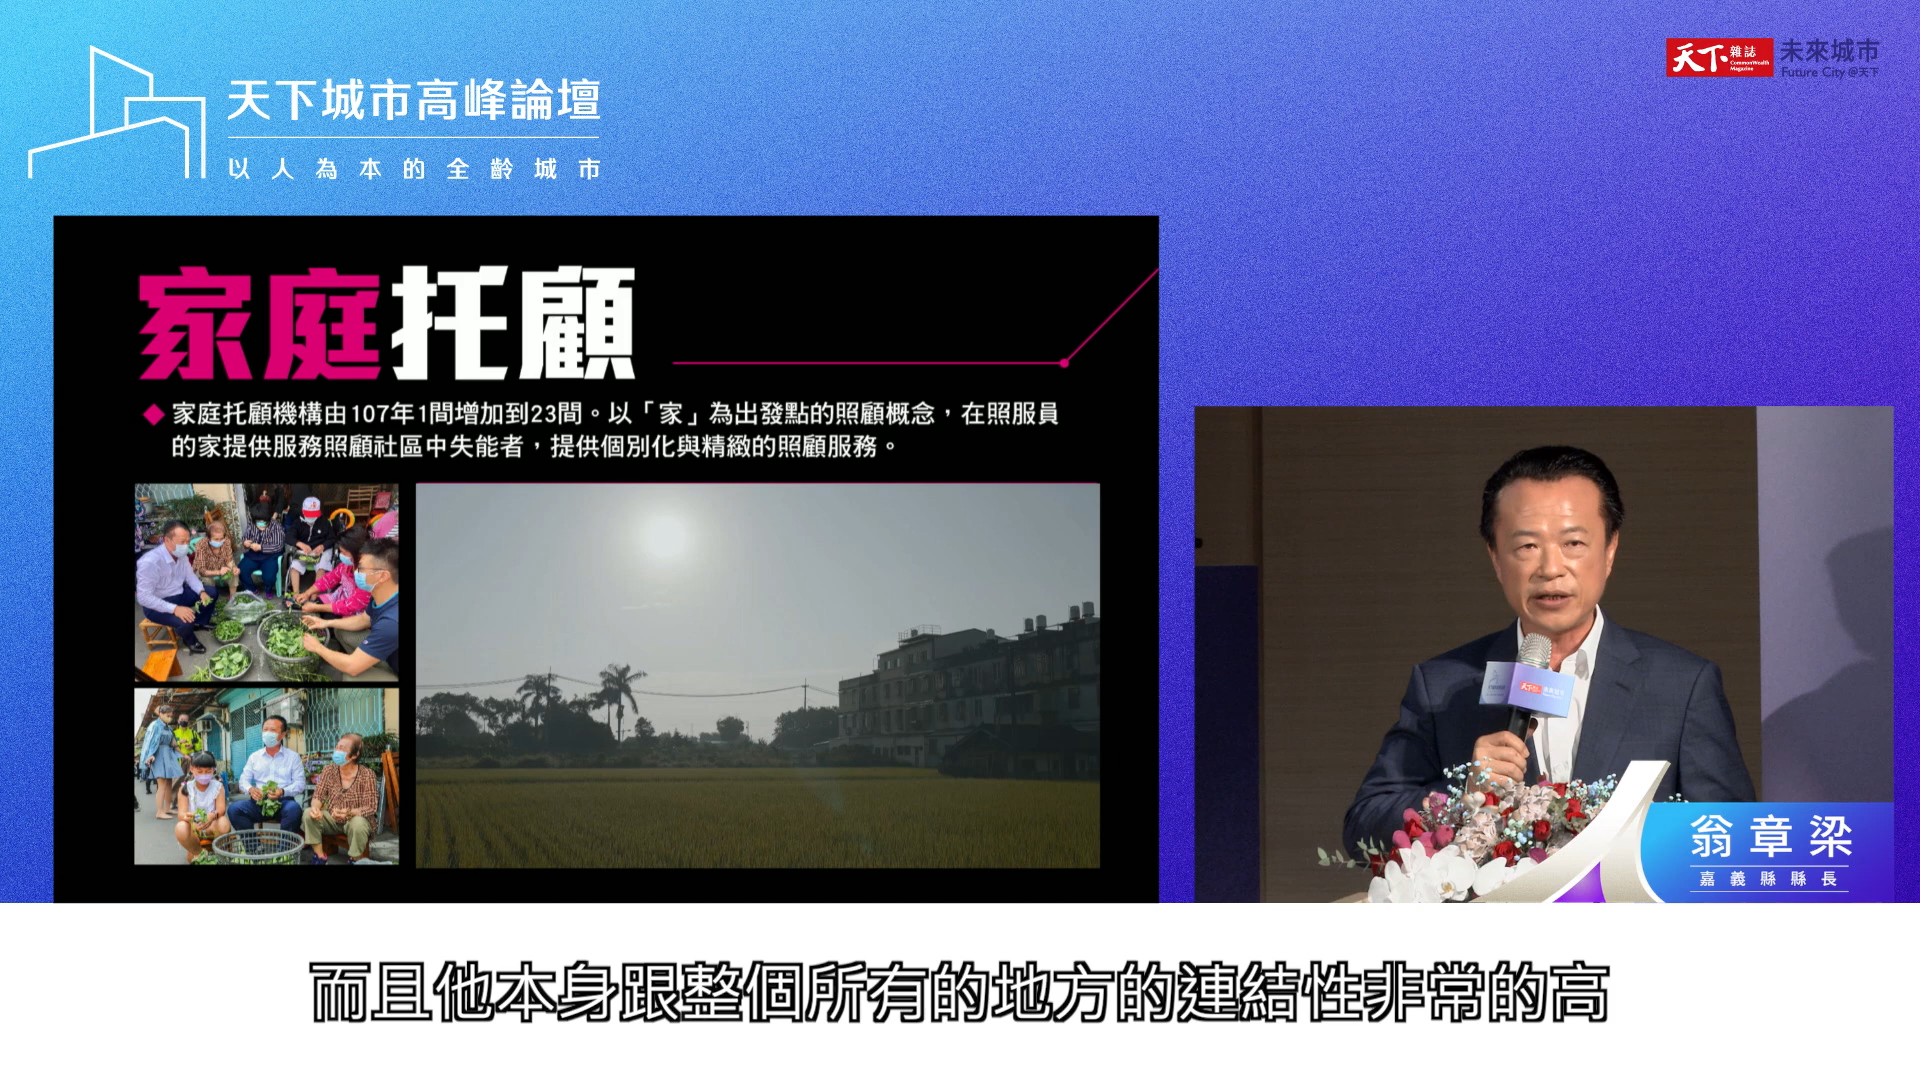 天下城市高峰論壇
以人為本的全齡城市
天下雜誌
CommonWealth Magazine
未來城市
Future City @天下
家庭托顧
家庭托顧機構由107年1間增加到23間。以「家」為出發點的照顧概念，在照服員
的家提供服務照顧社區中失能者，提供個別化與精緻的照顧服務。
翁章梁
嘉義縣縣長
而且他本身跟整個所有的地方的連結性非常的高